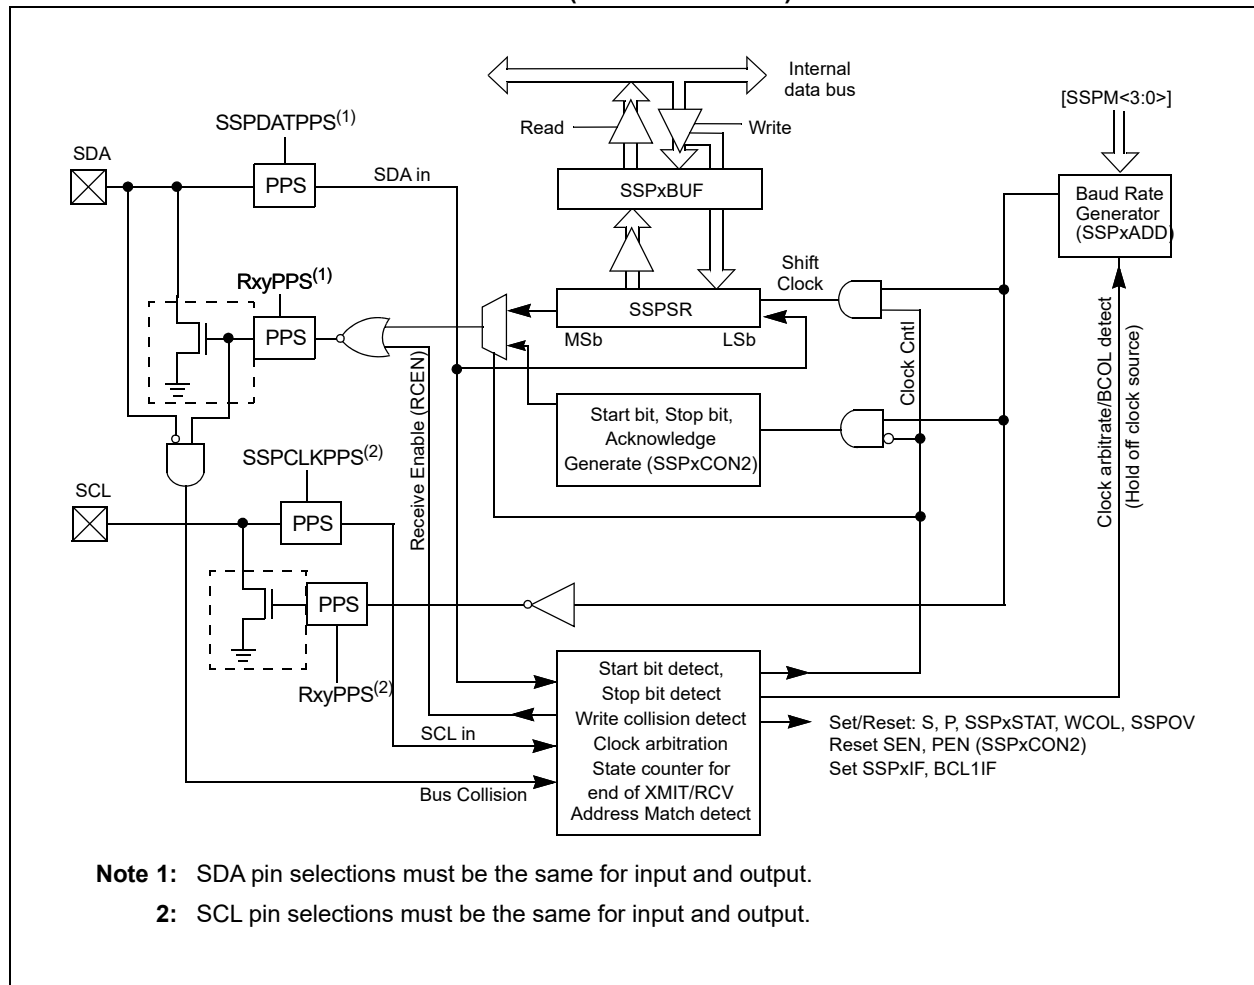 Internal
data bus
[SSPM<3:0>]
SSPDATPPS(1)
Read
Write
SDA
PPS
SDA in
SSPxBUF
Baud Rate
Generator
(SSPxADD)
RxyPPS(1)
Shift
Clock
PPS
SSPSR
MSb
LSb
Receive Enable (RCEN)
Clock Cntl
Clock arbitrate/BCOL detect
(Hold off clock source)
Start bit, Stop bit,
Acknowledge
Generate (SSPxCON2)
SSPCLKPPS(2)
SCL
PPS
PPS
RxyPPS(2)
SCL in
Bus Collision
Start bit detect,
Stop bit detect
Write collision detect
Clock arbitration
State counter for
end of XMIT/RCV
Address Match detect
Set/Reset: S, P, SSPxSTAT, WCOL, SSPOV
Reset SEN, PEN (SSPxCON2)
Set SSPxIF, BCL1IF
Note 1: SDA pin selections must be the same for input and output.
2: SCL pin selections must be the same for input and output.